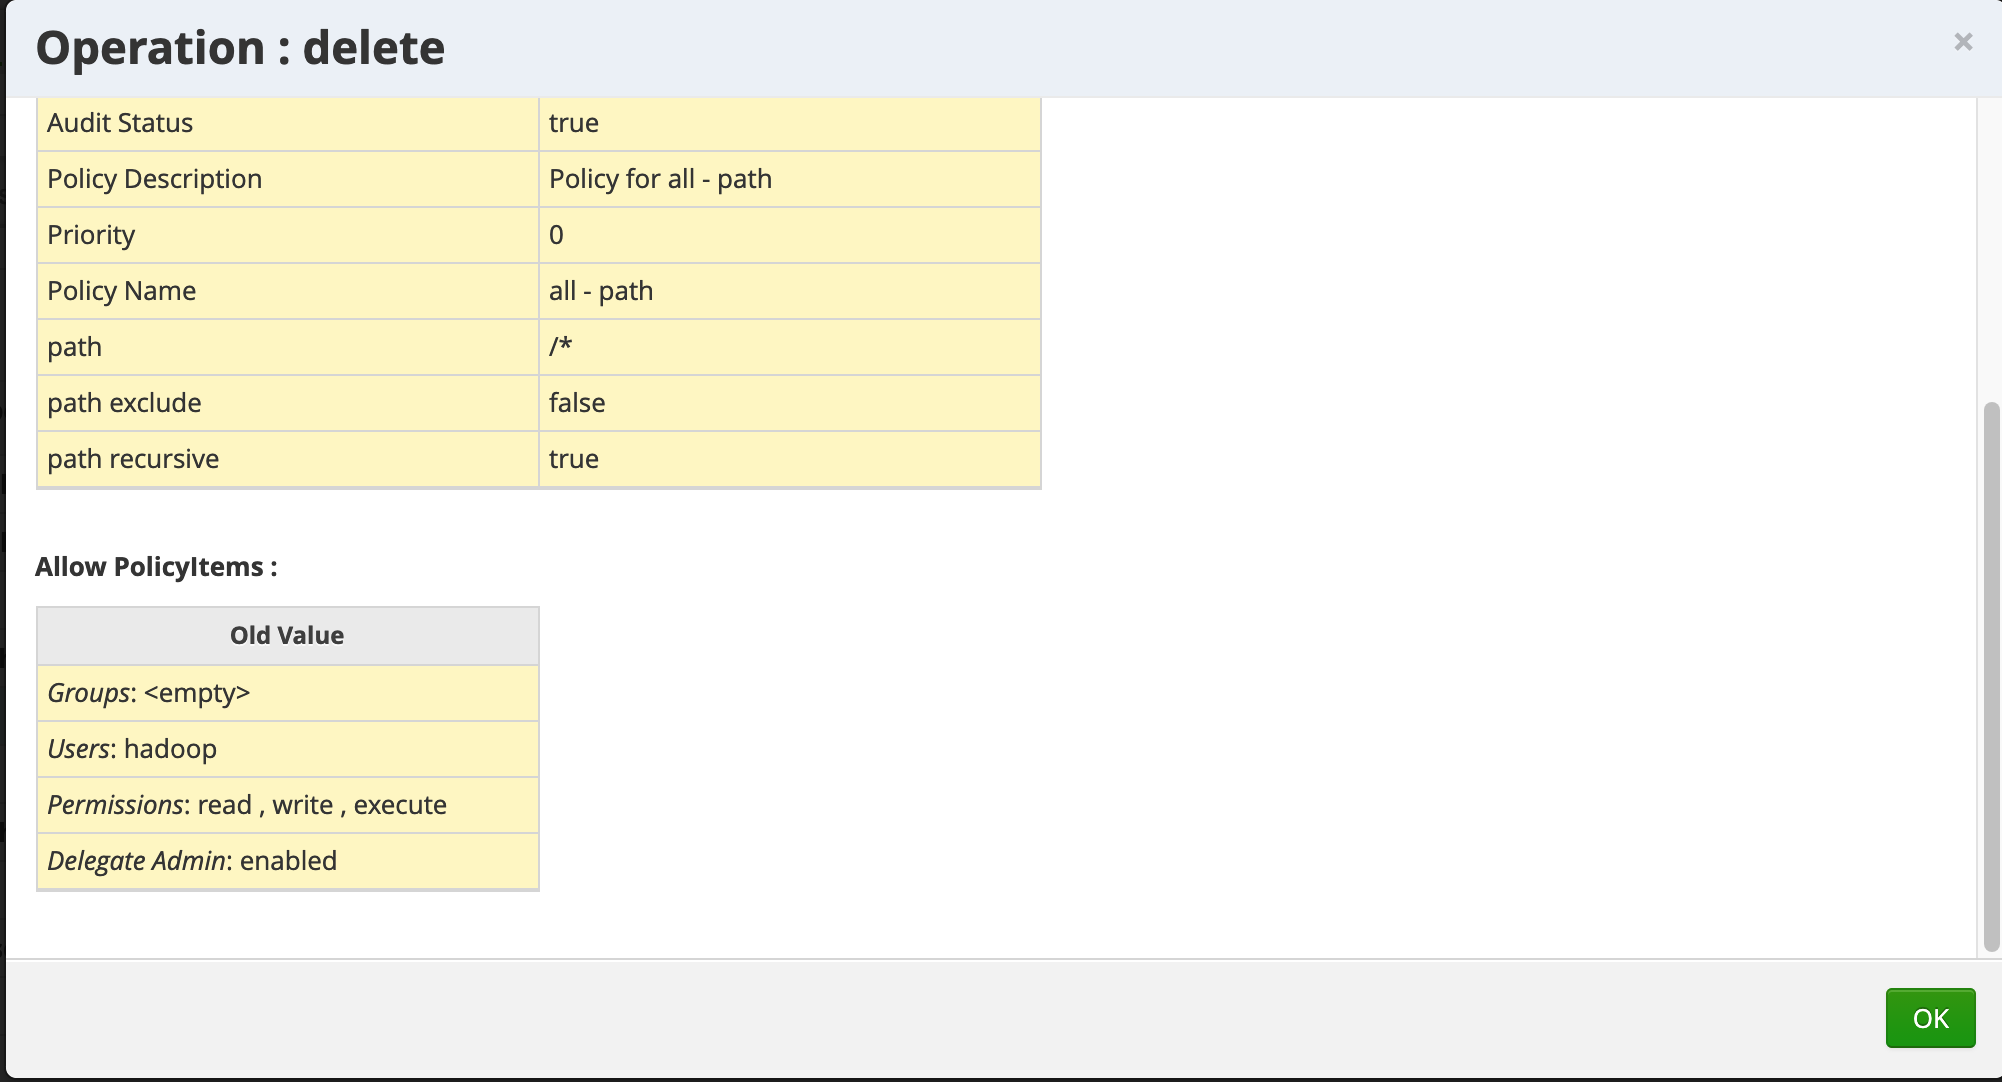 Operation : delete
×
Audit Status true
Policy Description Policy for all - path
Priority 0
Policy Name all - path
path /*
path exclude false
path recursive true
Allow PolicyItems :
Old Value
Groups: <empty>
Users: hadoop
Permissions: read , write , execute
Delegate Admin: enabled
OK